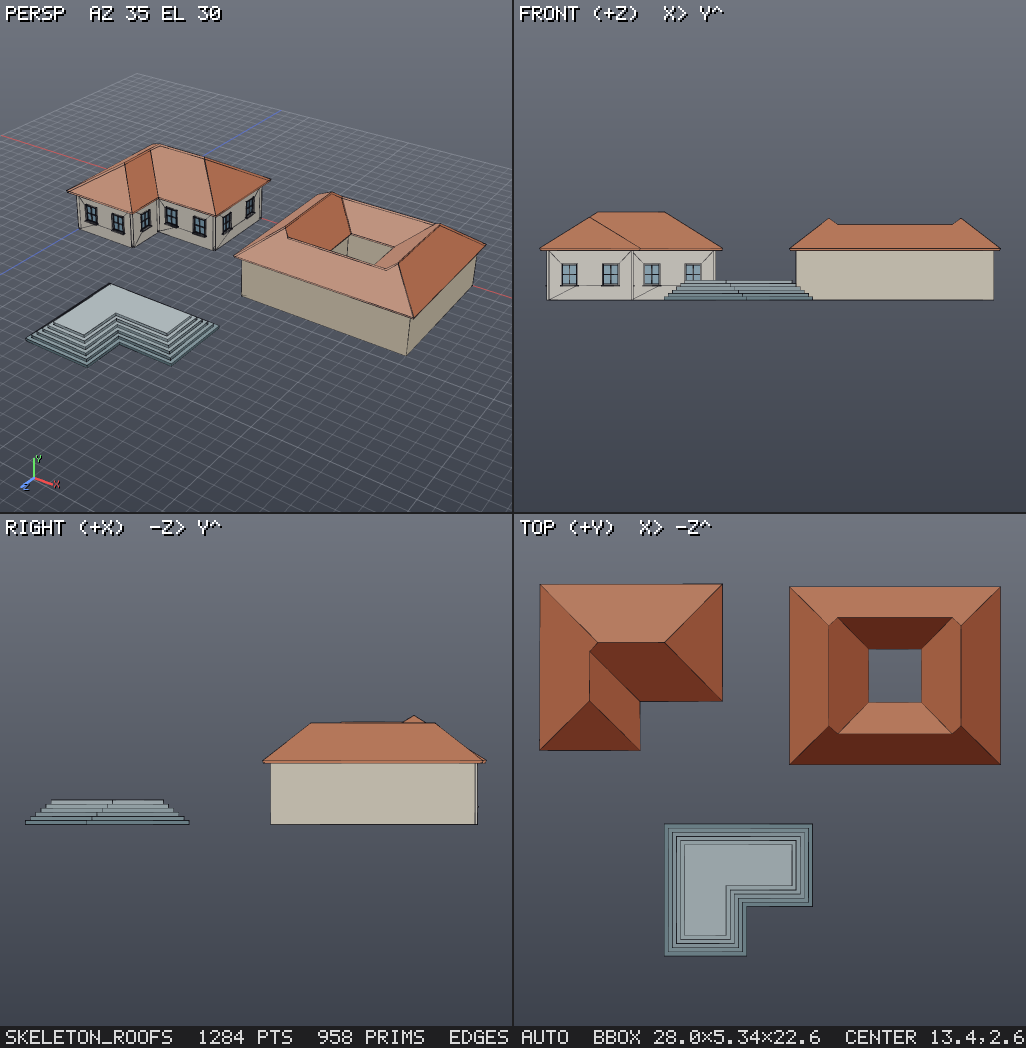 PERSP AZ 35 EL 30
FRONT (+Z) X> Y^
Y
X
Z
RIGHT (+X) -Z> Y^
TOP (+Y) X> -Z^
SKELETON_ROOFS 1284 PTS 958 PRIMS EDGES AUTO BBOX 28.0×5.34×22.6 CENTER 13.4,2.6